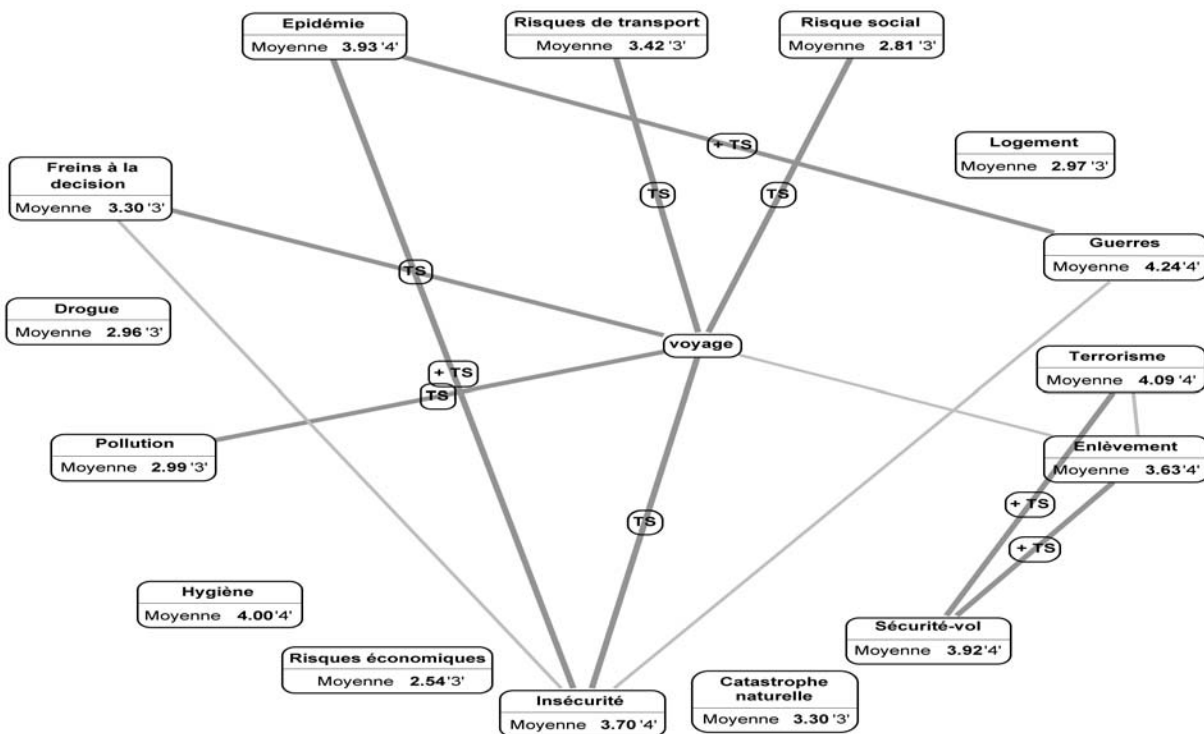 Epidémie
Moyenne 3.93 '4'
Risques de transport
Moyenne 3.42 '3'
Risque social
Moyenne 2.81 '3'
+ TS
Logement
Moyenne 2.97 '3'
Freins à la
decision
Moyenne 3.30 '3'
TS
TS
Guerres
Moyenne 4.24 '4'
TS
Drogue
Moyenne 2.96 '3'
voyage
Terrorisme
Moyenne 4.09 '4'
+ TS
TS
Pollution
Moyenne 2.99 '3'
Enlèvement
Moyenne 3.63 '4'
+ TS
TS
+ TS
Hygiène
Moyenne 4.00 '4'
Sécurité-vol
Moyenne 3.92 '4'
Risques économiques
Moyenne 2.54 '3'
Insécurité
Moyenne 3.70 '4'
Catastrophe
naturelle
Moyenne 3.30 '3'